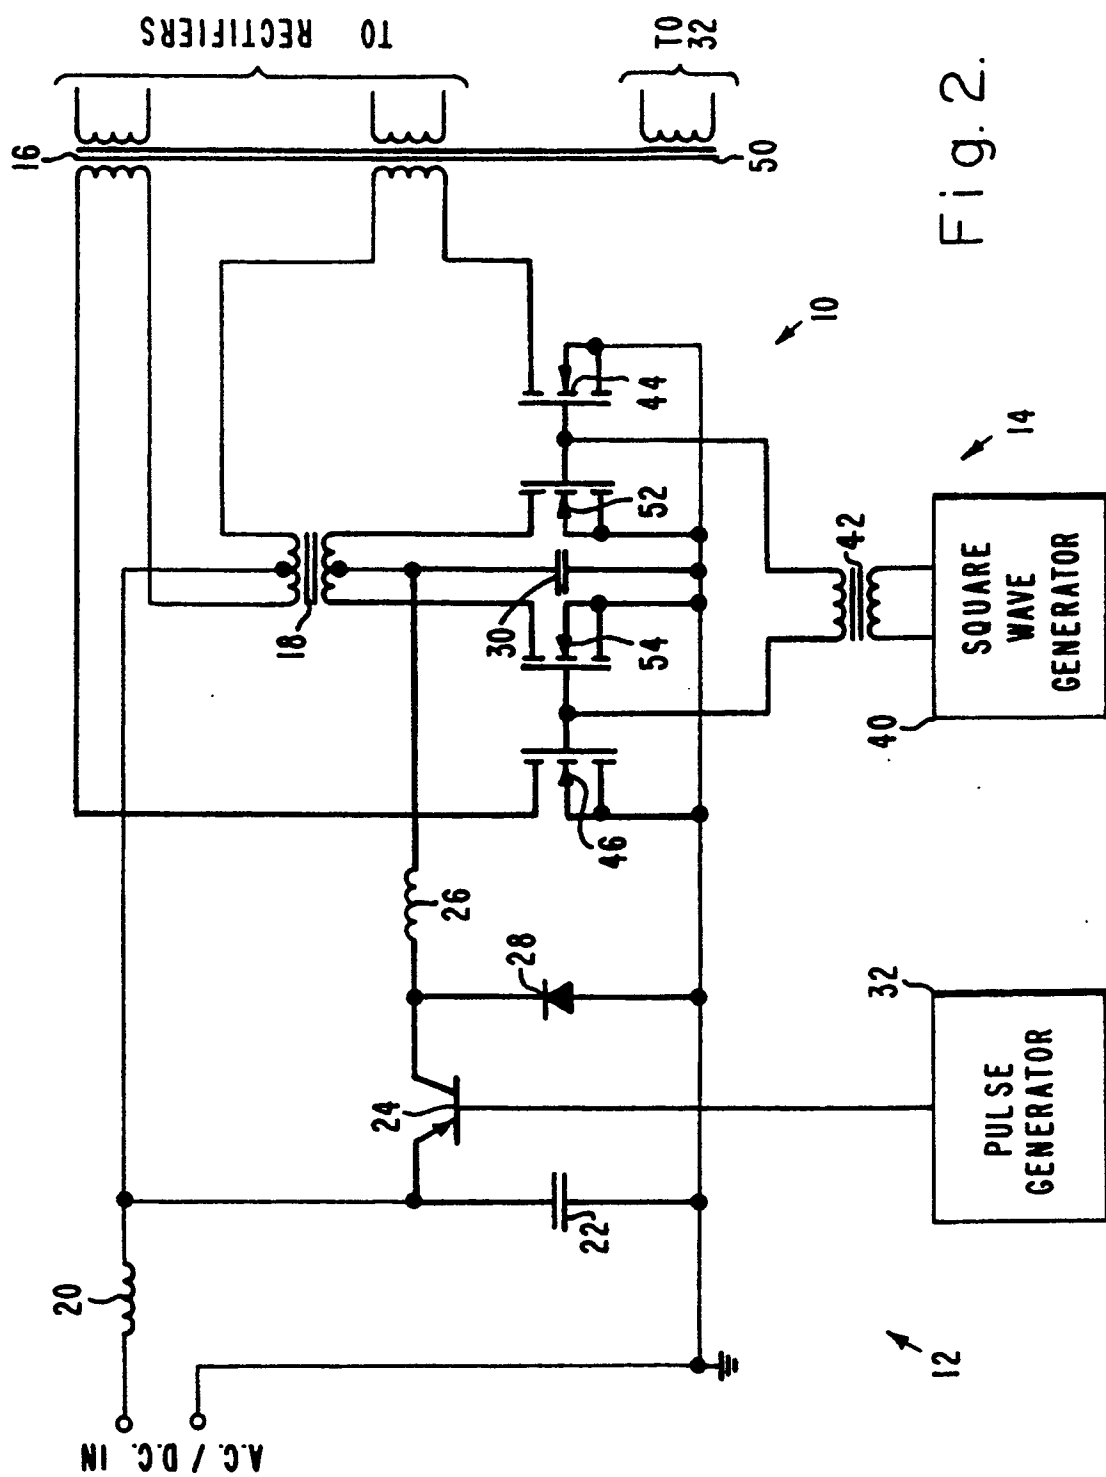 A.C. / D.C. IN
20
22
24
26
28
12
PULSE
GENERATOR
32
46
54
30
52
44
18
10
14
42
40
SQUARE
WAVE
GENERATOR
16
50
TO RECTIFIERS
TO
32
Fig. 2.